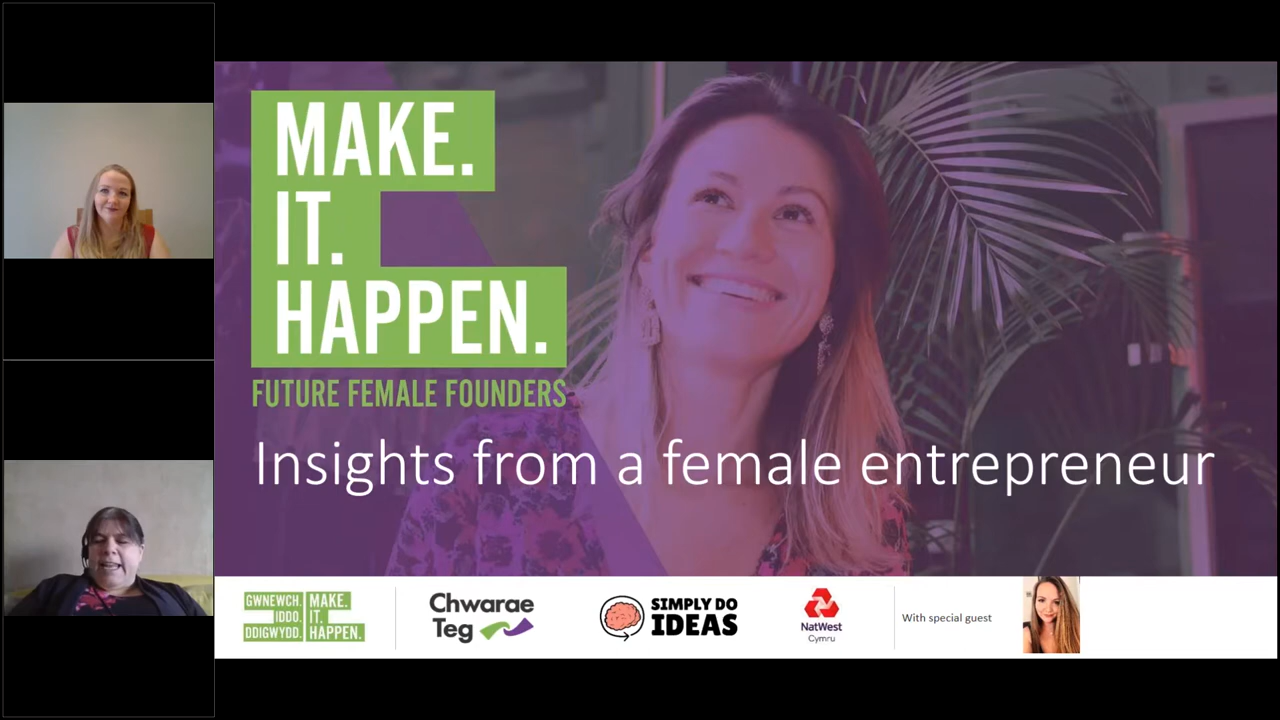 MAKE.
IT.
HAPPEN.
FUTURE FEMALE FOUNDERS
Insights from a female entrepreneur
GWNEWCH.
IDDO.
DDIGWYDD.
MAKE.
IT.
HAPPEN.
Chwarae
Teg
SIMPLY DO
IDEAS
NatWest
Cymru
With special guest